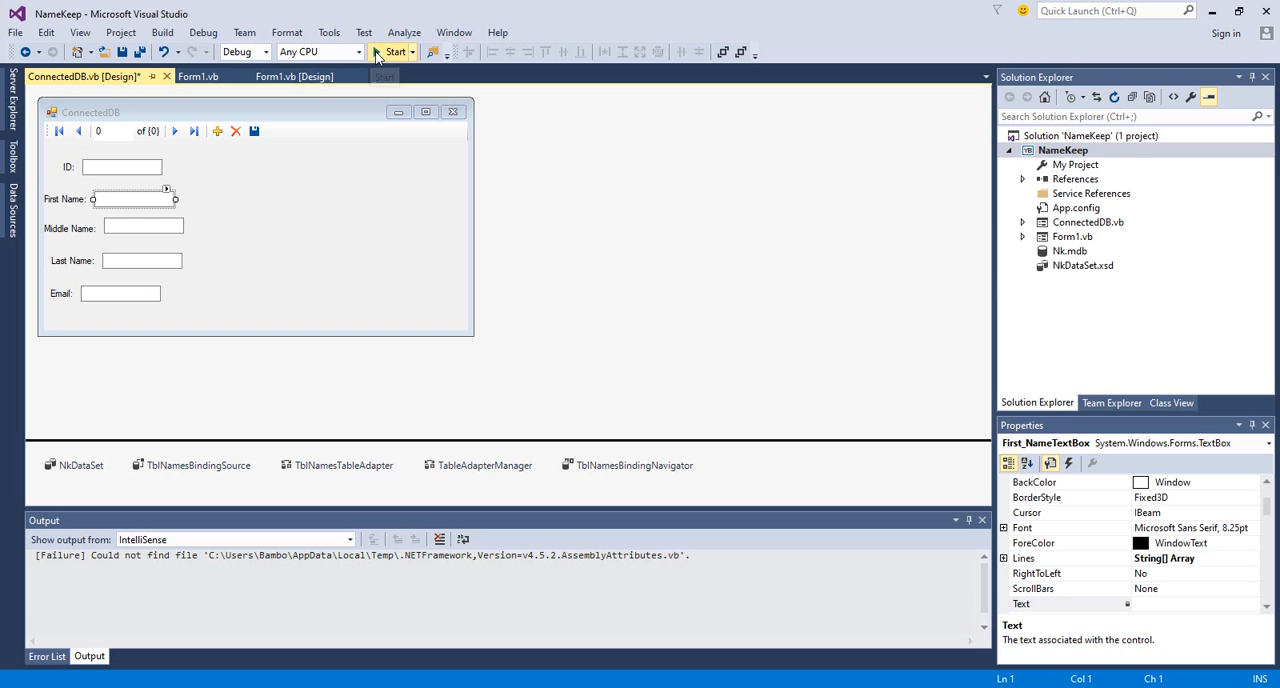 NameKeep - Microsoft Visual Studio
Quick Launch (Ctrl+Q)
File Edit View Project Build Debug Team Format Tools Test Analyze Window Help
Sign in
Debug Any CPU Start
Server Explorer
Toolbox
Data Sources
ConnectedDB.vb [Design]* Form1.vb Form1.vb [Design]
Start
ConnectedDB
0 of {0}
ID:
First Name:
Middle Name:
Last Name:
Email:
NkDataSet TblNamesBindingSource TblNamesTableAdapter TableAdapterManager TblNamesBindingNavigator
Output
Show output from: IntelliSense
[Failure] Could not find file 'C:\Users\Bambo\AppData\Local\Temp\.NETFramework,Version=v4.5.2.AssemblyAttributes.vb'.
Error List Output
Solution Explorer
Search Solution Explorer (Ctrl+;)
Solution 'NameKeep' (1 project)
VB NameKeep
My Project
References
Service References
App.config
ConnectedDB.vb
Form1.vb
Nk.mdb
NkDataSet.xsd
Solution Explorer Team Explorer Class View
Properties
First_NameTextBox System.Windows.Forms.TextBox
BackColor Window
BorderStyle Fixed3D
Cursor IBeam
Font Microsoft Sans Serif, 8.25pt
ForeColor WindowText
Lines String[] Array
RightToLeft No
ScrollBars None
Text
Text
The text associated with the control.
Ln 1 Col 1 Ch 1 INS